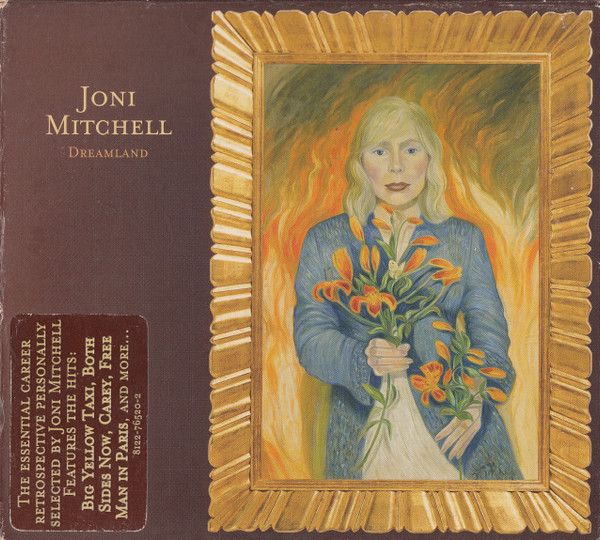 JONI
MITCHELL
DREAMLAND
THE ESSENTIAL CAREER
RETROSPECTIVE PERSONALLY
SELECTED BY JONI MITCHELL
FEATURES THE HITS:
BIG YELLOW TAXI, BOTH
SIDES NOW, CAREY, FREE
MAN IN PARIS, AND MORE...
8122-76520-2